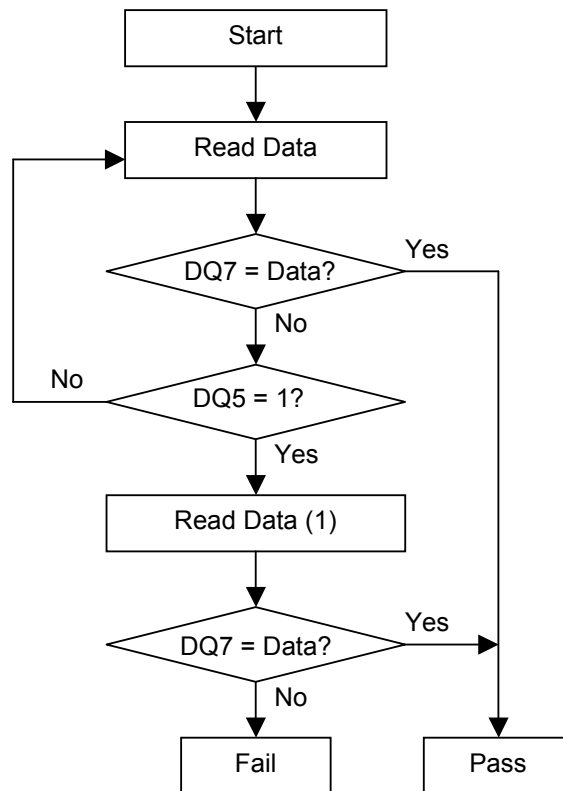 Start
Read Data
DQ7 = Data?
Yes
No
No
DQ5 = 1?
Yes
Read Data (1)
DQ7 = Data?
Yes
No
Fail
Pass